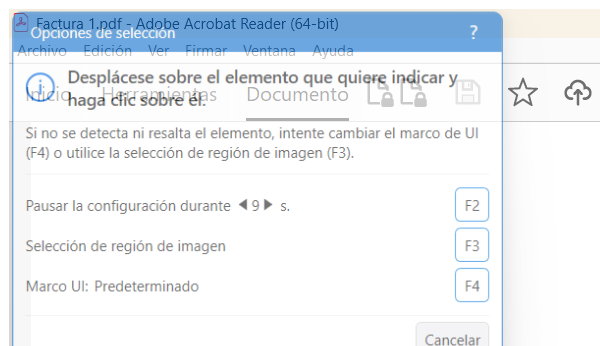 Factura 1.pdf - Adobe Acrobat Reader (64-bit)
Opciones de selección ?
Archivo Edición Ver Firmar Ventana Ayuda
Desplácese sobre el elemento que quiere indicar y
haga clic sobre él.
Inicio Herramientas Documento
Si no se detecta ni resalta el elemento, intente cambiar el marco de UI
(F4) o utilice la selección de región de imagen (F3).
Pausar la configuración durante 9 s. F2
Selección de región de imagen F3
Marco UI: Predeterminado F4
Cancelar